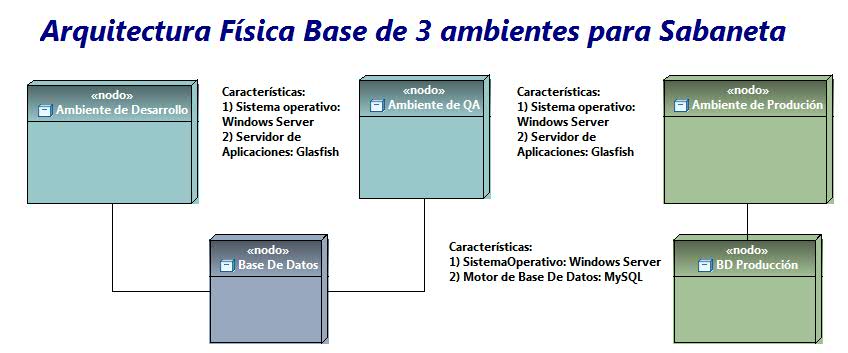 Arquitectura Física Base de 3 ambientes para Sabaneta
«nodo»
Ambiente de Desarrollo
Características:
1) Sistema operativo:
Windows Server
2) Servidor de
Aplicaciones: Glasfish
«nodo»
Ambiente de QA
Características:
1) Sistema operativo:
Windows Server
2) Servidor de
Aplicaciones: Glasfish
«nodo»
Ambiente de Produción
«nodo»
Base De Datos
Características:
1) SistemaOperativo: Windows Server
2) Motor de Base De Datos: MySQL
«nodo»
BD Producción